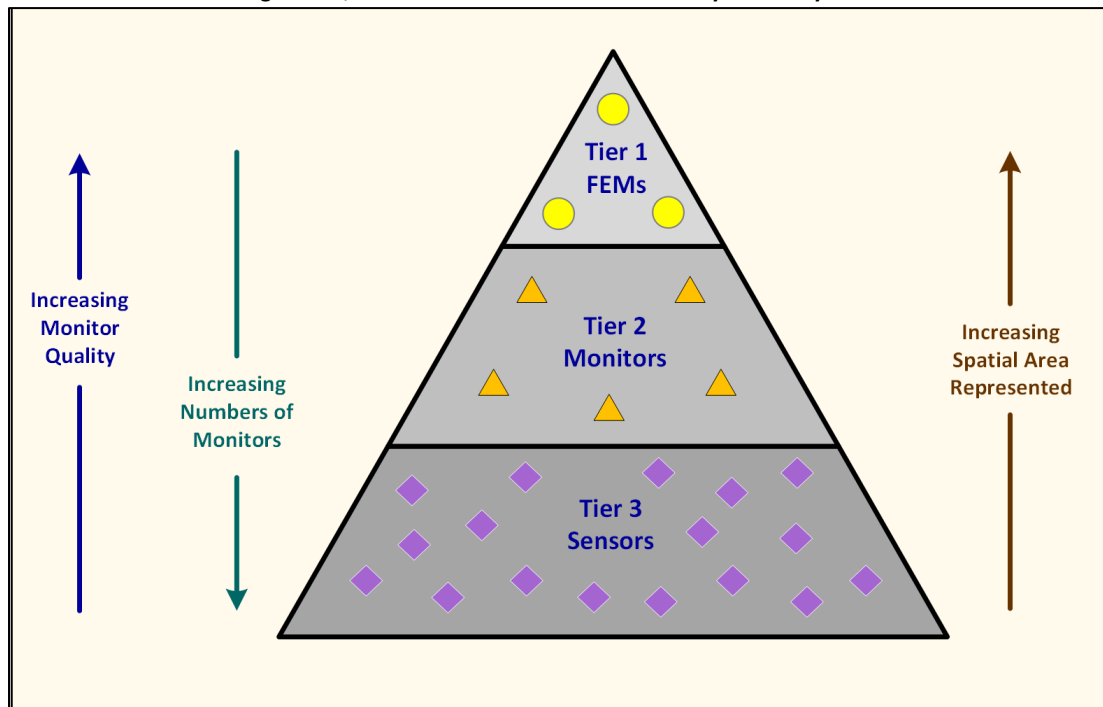 Tier 1
FEMs
Increasing
Monitor
Quality
Tier 2
Monitors
Increasing
Spatial Area
Represented
Increasing
Numbers of
Monitors
Tier 3
Sensors